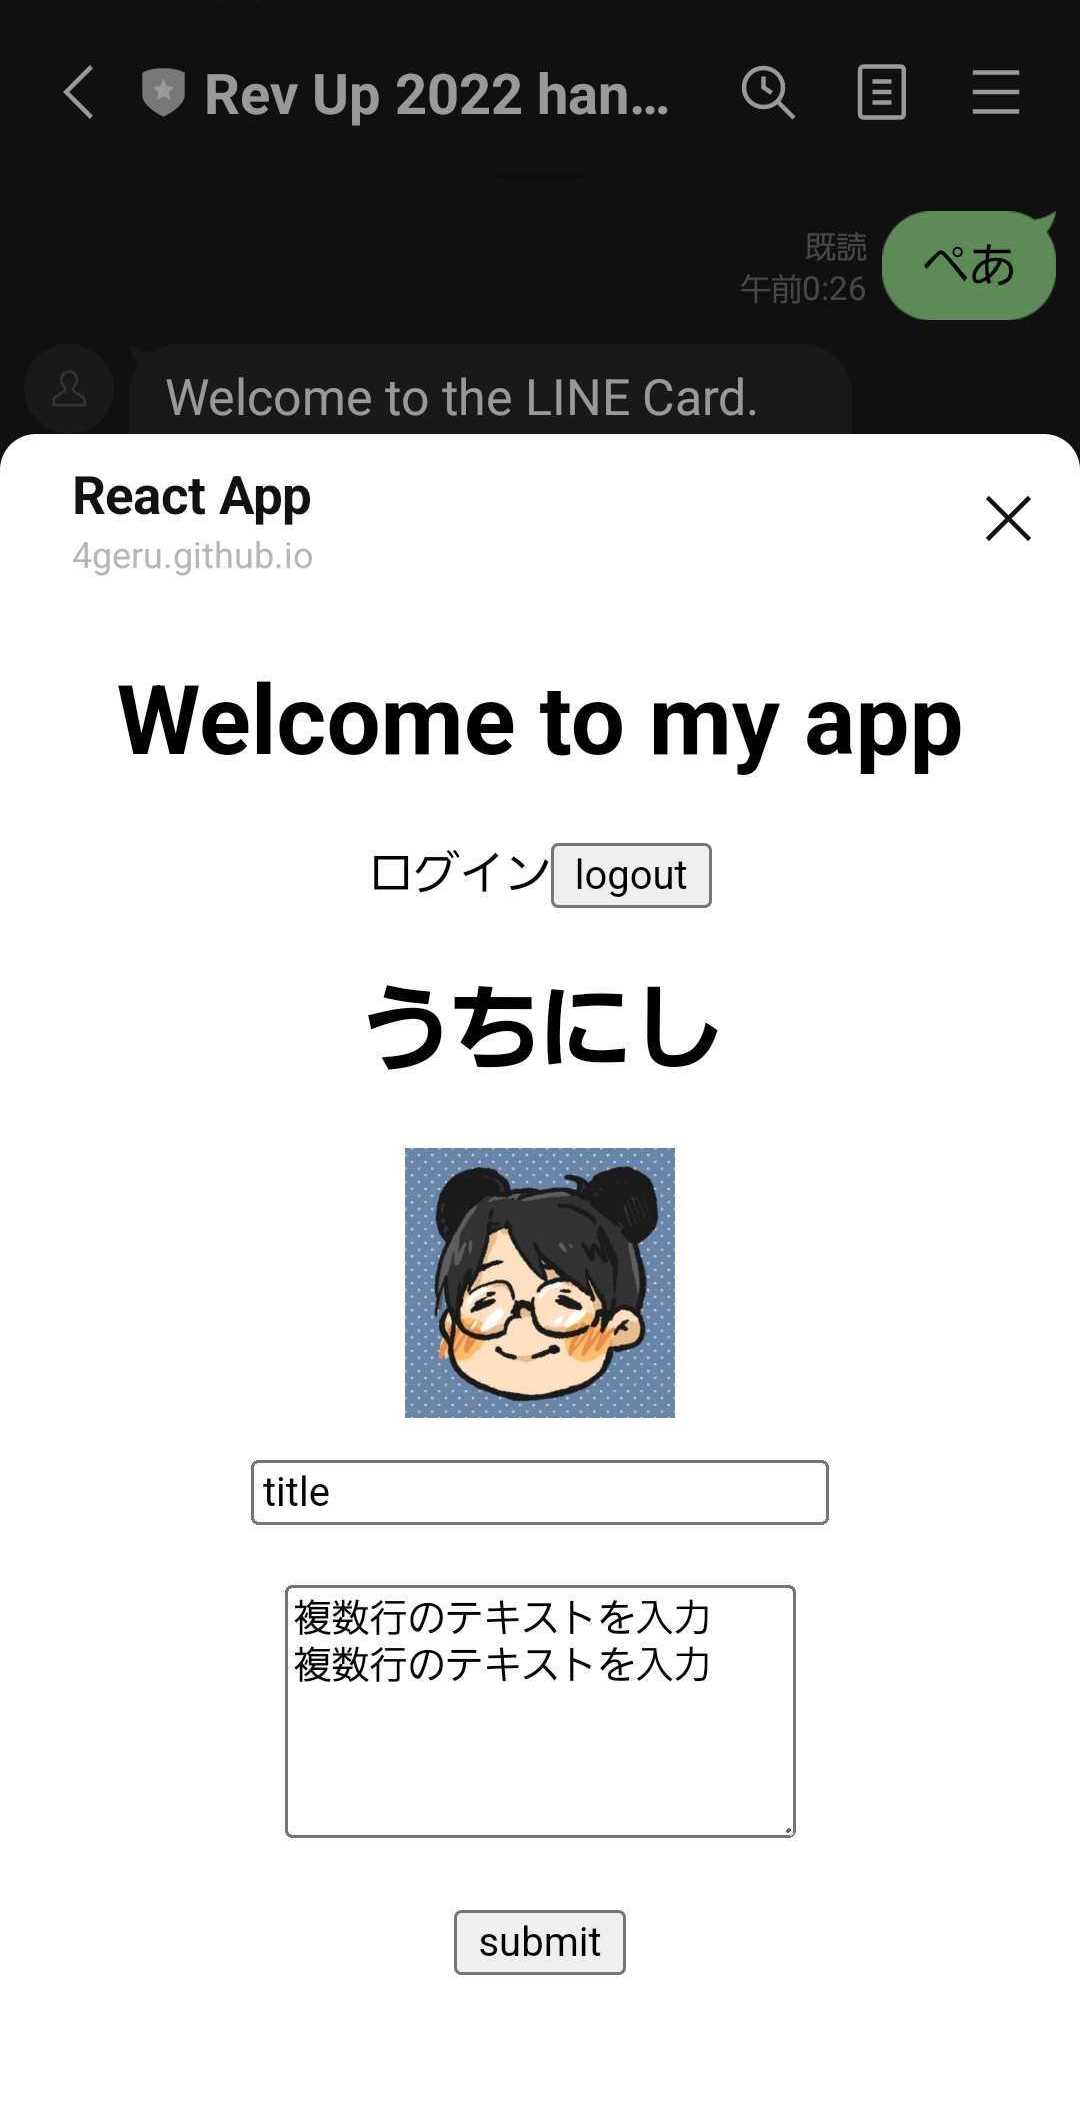 Rev Up 2022 han...
既読
午前0:26
ぺあ
Welcome to the LINE Card.
React App
4geru.github.io
Welcome to my app
ログイン logout
うちにし
title
複数行のテキストを入力
複数行のテキストを入力
submit